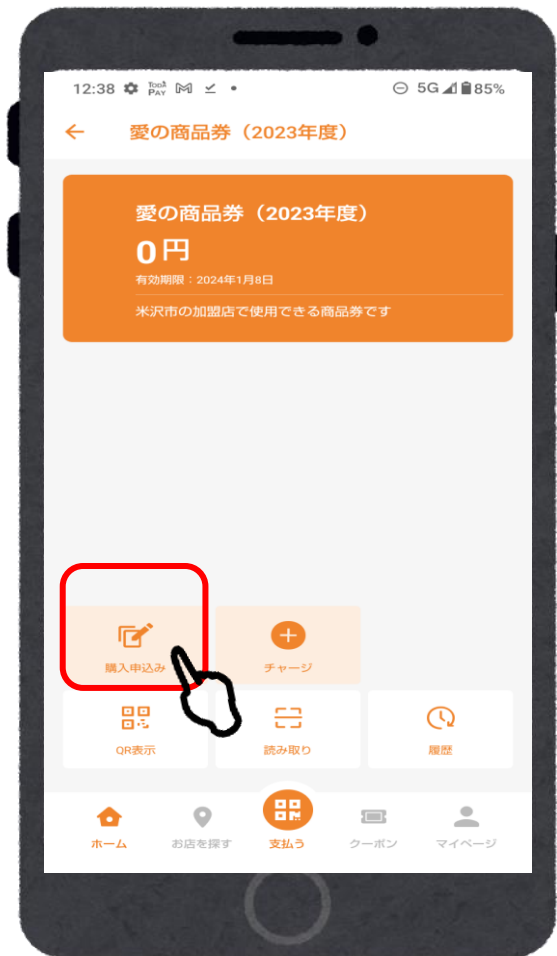 12:38 TOPPA! PAY 5G 85%
愛の商品券（2023年度）
愛の商品券（2023年度）
0円
有効期限：2024年1月8日
米沢市の加盟店で使用できる商品券です
購入申込み
チャージ
QR表示
読み取り
履歴
ホーム
お店を探す
支払う
クーポン
マイページ